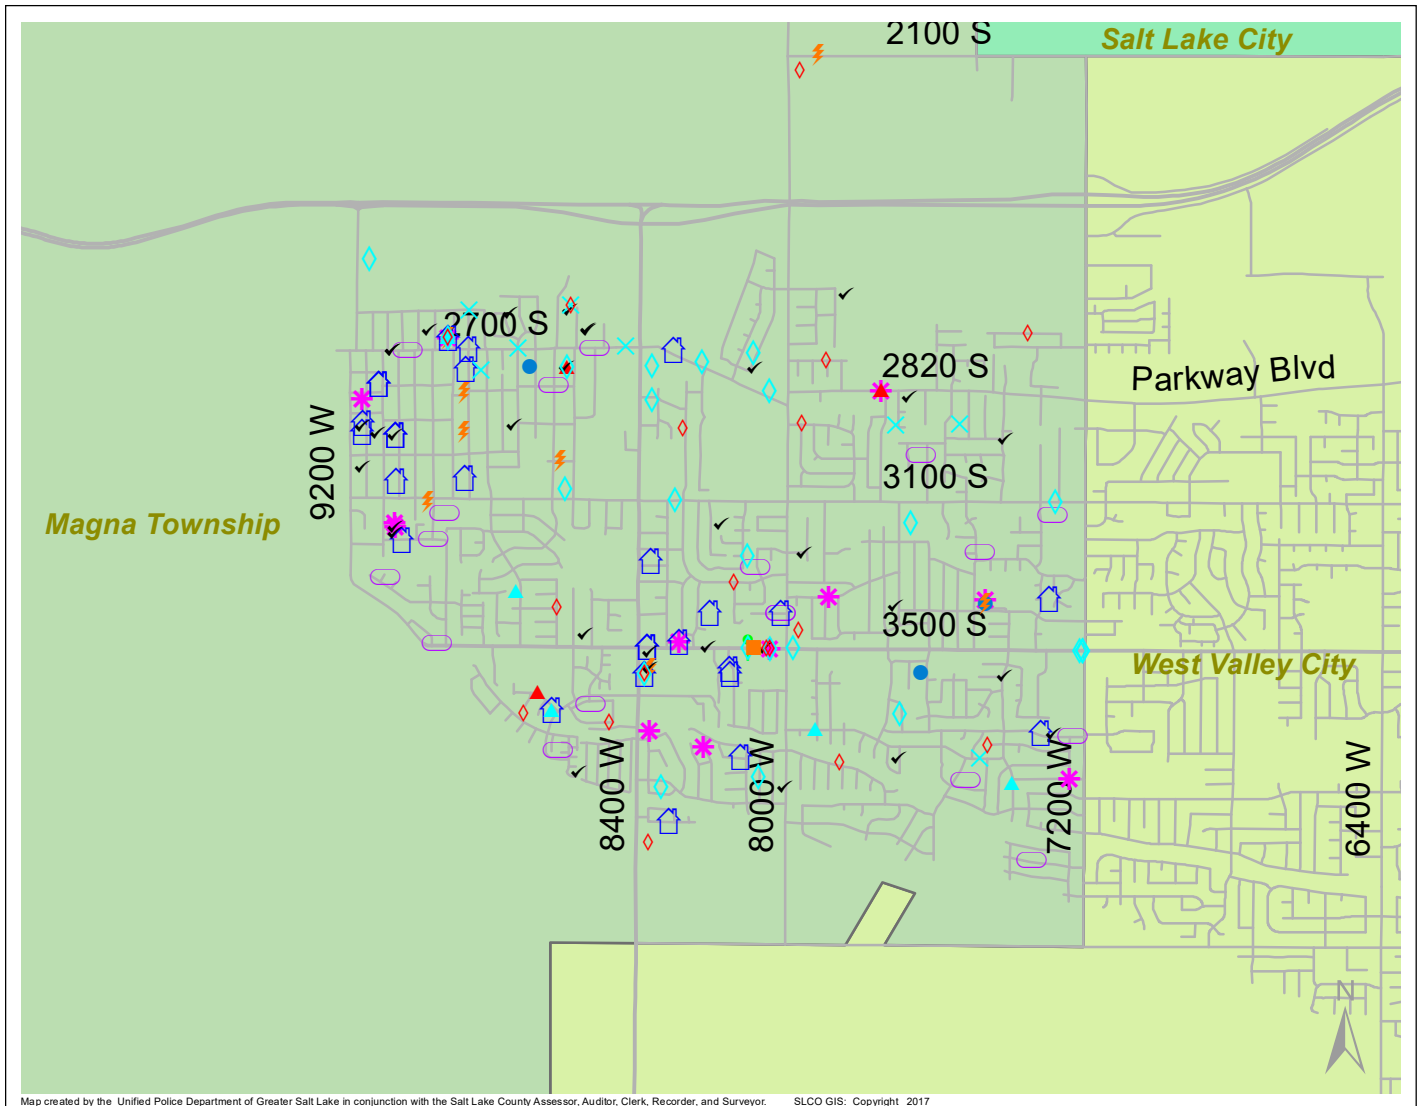 2100 S
Salt Lake City
2700 S
2820 S
Parkway Blvd
9200 W
3100 S
Magna Township
3500 S
West Valley City
8400 W
8000 W
7200 W
6400 W
N
Map created by the Unified Police Department of Greater Salt Lake in conjunction with the Salt Lake County Assessor, Auditor, Clerk, Recorder, and Surveyor. SLCO GIS: Copyright 2017